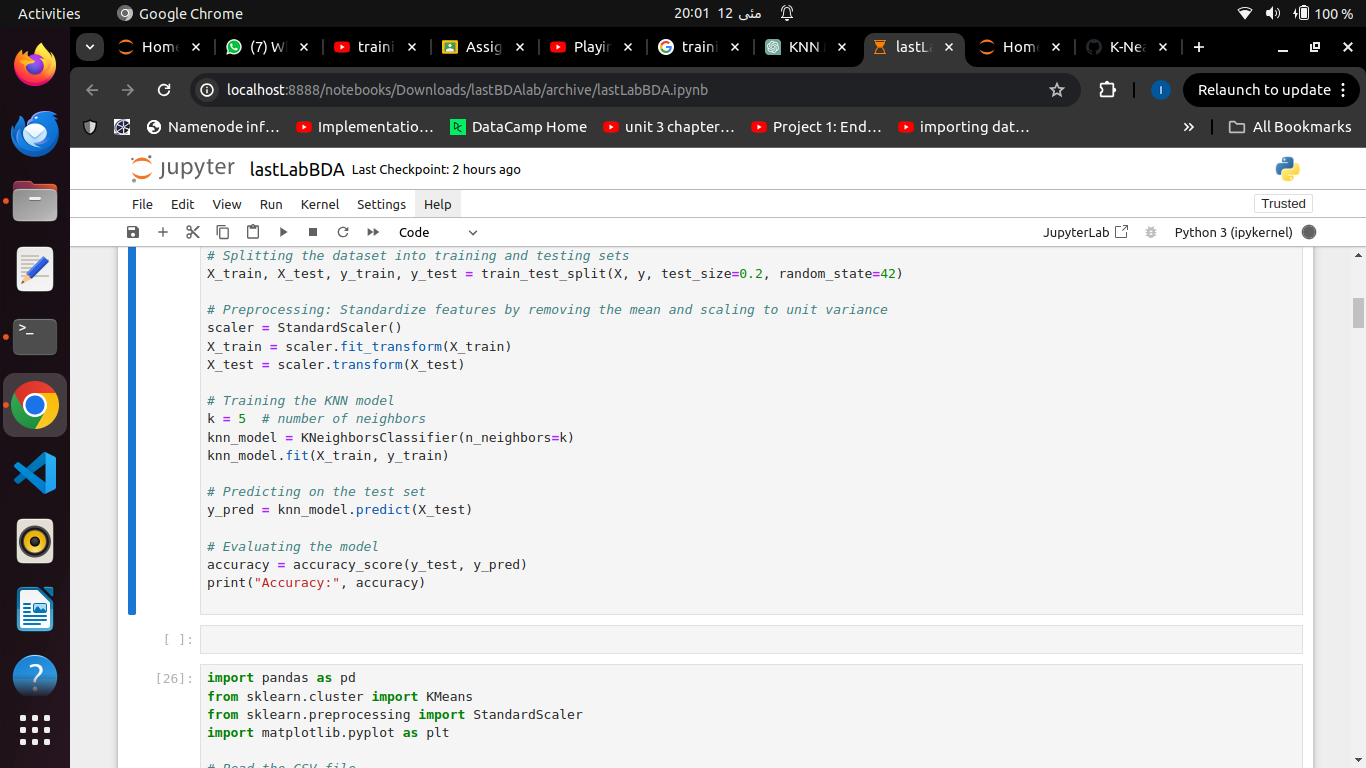 Activities
Google Chrome
20:01 12 مئی
100 %
Home
(7) W
traini
Assig
Playir
traini
KNN
lastLa
Home
K-Nea
localhost:8888/notebooks/Downloads/lastBDAlab/archive/lastLabBDA.ipynb
Relaunch to update
Namenode inf…
Implementatio…
DataCamp Home
unit 3 chapter…
Project 1: End…
importing dat…
All Bookmarks
jupyter
lastLabBDA
Last Checkpoint: 2 hours ago
File Edit View Run Kernel Settings Help
Trusted
Code
JupyterLab
Python 3 (ipykernel)
# Splitting the dataset into training and testing sets
X_train, X_test, y_train, y_test = train_test_split(X, y, test_size=0.2, random_state=42)
# Preprocessing: Standardize features by removing the mean and scaling to unit variance
scaler = StandardScaler()
X_train = scaler.fit_transform(X_train)
X_test = scaler.transform(X_test)
# Training the KNN model
k = 5  # number of neighbors
knn_model = KNeighborsClassifier(n_neighbors=k)
knn_model.fit(X_train, y_train)
# Predicting on the test set
y_pred = knn_model.predict(X_test)
# Evaluating the model
accuracy = accuracy_score(y_test, y_pred)
print("Accuracy:", accuracy)
[ ]:
[26]:
import pandas as pd
from sklearn.cluster import KMeans
from sklearn.preprocessing import StandardScaler
import matplotlib.pyplot as plt
# Read the CSV file